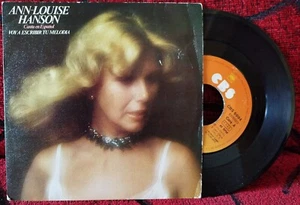 ANN-LOUISE
HANSON
Canta en Español
VOY A ESCRIBIR TU MELODIA
CBS